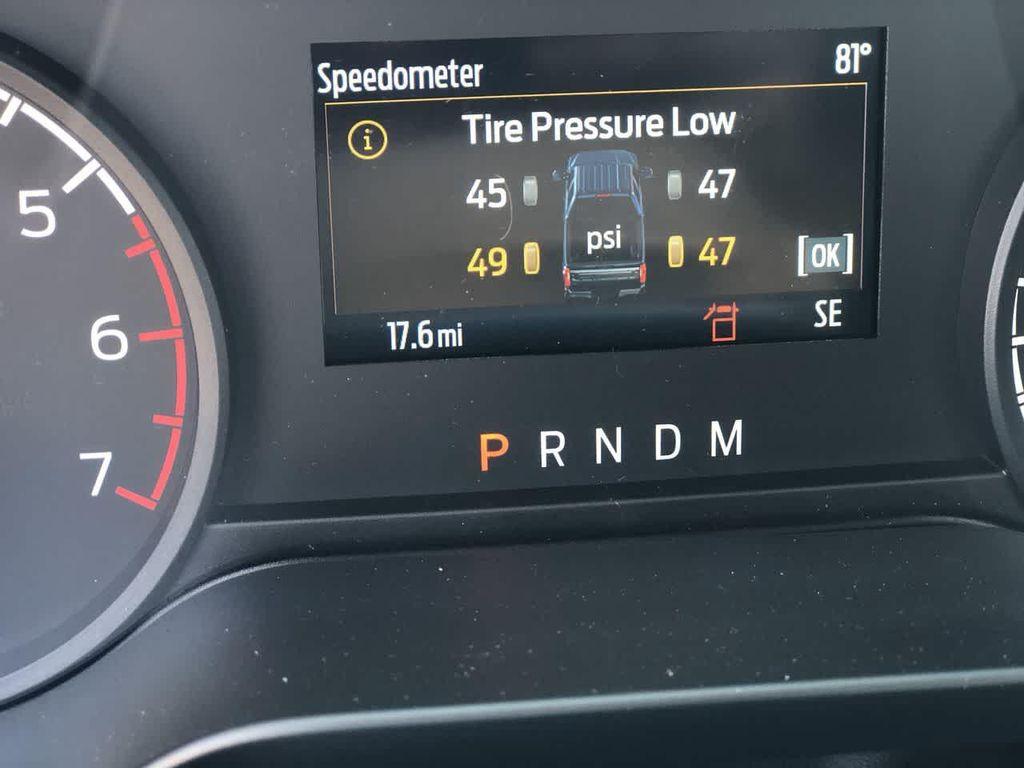 Speedometer 81°
i Tire Pressure Low
45 47
psi
49 47 [OK]
17.6 mi SE
P R N D M
5
6
7